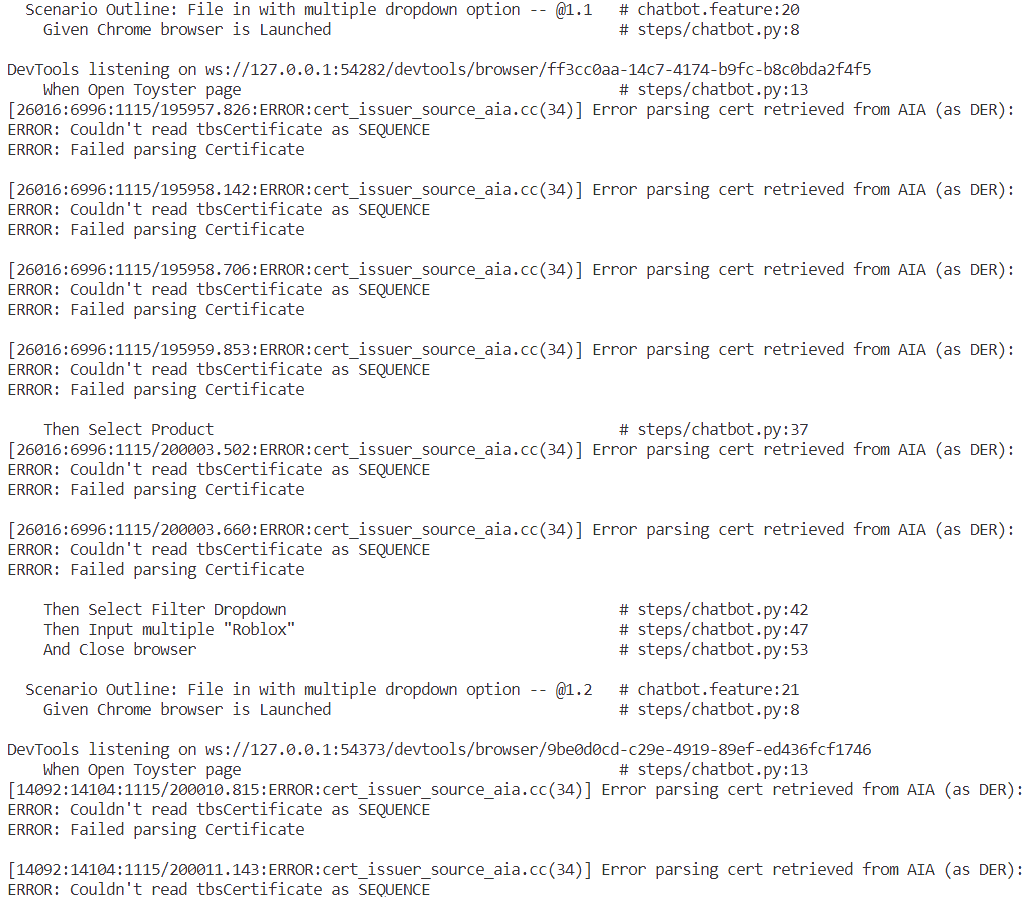 Scenario Outline: File in with multiple dropdown option -- @1.1 # chatbot.feature:20
Given Chrome browser is Launched # steps/chatbot.py:8
DevTools listening on ws://127.0.0.1:54282/devtools/browser/ff3cc0aa-14c7-4174-b9fc-b8c0bda2f4f5
When Open Toyster page # steps/chatbot.py:13
[26016:6996:1115/195957.826:ERROR:cert_issuer_source_aia.cc(34)] Error parsing cert retrieved from AIA (as DER):
ERROR: Couldn't read tbsCertificate as SEQUENCE
ERROR: Failed parsing Certificate
[26016:6996:1115/195958.142:ERROR:cert_issuer_source_aia.cc(34)] Error parsing cert retrieved from AIA (as DER):
ERROR: Couldn't read tbsCertificate as SEQUENCE
ERROR: Failed parsing Certificate
[26016:6996:1115/195958.706:ERROR:cert_issuer_source_aia.cc(34)] Error parsing cert retrieved from AIA (as DER):
ERROR: Couldn't read tbsCertificate as SEQUENCE
ERROR: Failed parsing Certificate
[26016:6996:1115/195959.853:ERROR:cert_issuer_source_aia.cc(34)] Error parsing cert retrieved from AIA (as DER):
ERROR: Couldn't read tbsCertificate as SEQUENCE
ERROR: Failed parsing Certificate
Then Select Product # steps/chatbot.py:37
[26016:6996:1115/200003.502:ERROR:cert_issuer_source_aia.cc(34)] Error parsing cert retrieved from AIA (as DER):
ERROR: Couldn't read tbsCertificate as SEQUENCE
ERROR: Failed parsing Certificate
[26016:6996:1115/200003.660:ERROR:cert_issuer_source_aia.cc(34)] Error parsing cert retrieved from AIA (as DER):
ERROR: Couldn't read tbsCertificate as SEQUENCE
ERROR: Failed parsing Certificate
Then Select Filter Dropdown # steps/chatbot.py:42
Then Input multiple "Roblox" # steps/chatbot.py:47
And Close browser # steps/chatbot.py:53
Scenario Outline: File in with multiple dropdown option -- @1.2 # chatbot.feature:21
Given Chrome browser is Launched # steps/chatbot.py:8
DevTools listening on ws://127.0.0.1:54373/devtools/browser/9be0d0cd-c29e-4919-89ef-ed436fcf1746
When Open Toyster page # steps/chatbot.py:13
[14092:14104:1115/200010.815:ERROR:cert_issuer_source_aia.cc(34)] Error parsing cert retrieved from AIA (as DER):
ERROR: Couldn't read tbsCertificate as SEQUENCE
ERROR: Failed parsing Certificate
[14092:14104:1115/200011.143:ERROR:cert_issuer_source_aia.cc(34)] Error parsing cert retrieved from AIA (as DER):
ERROR: Couldn't read tbsCertificate as SEQUENCE